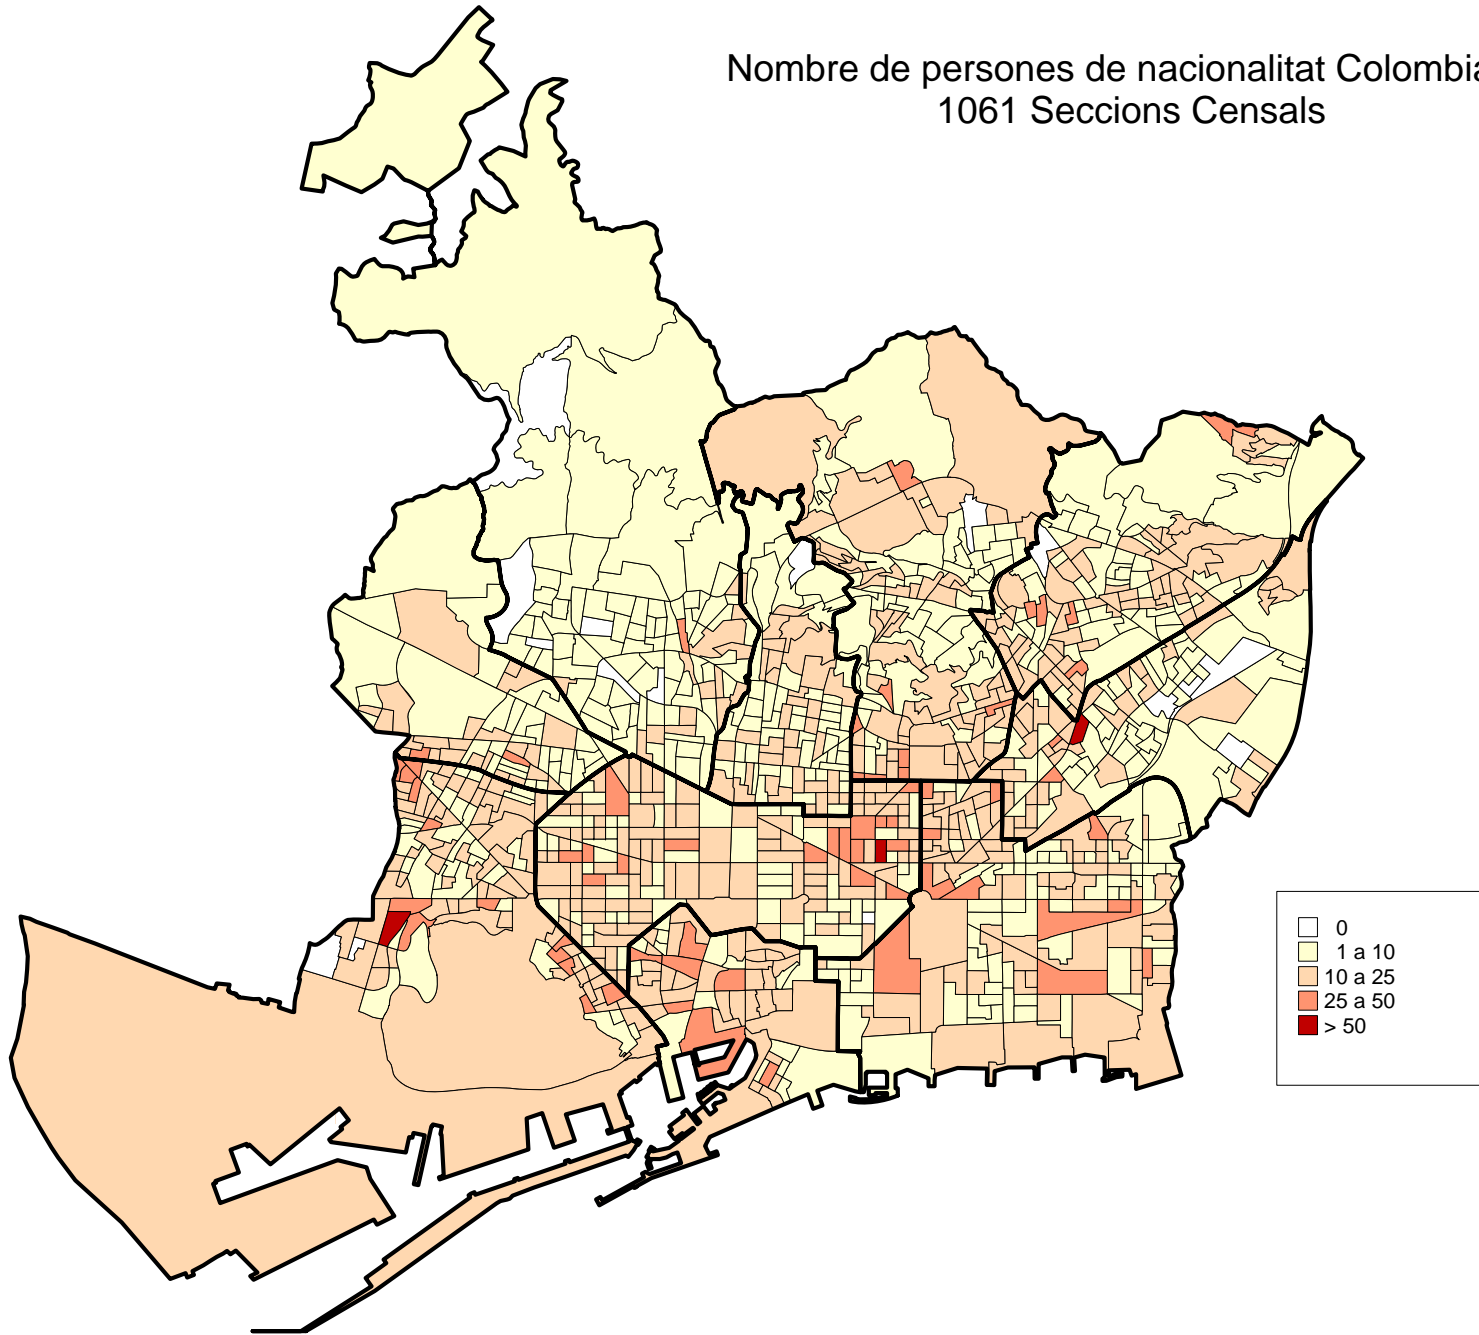 Nombre de persones de nacionalitat Colombia
1061 Seccions Censals
0
1 a 10
10 a 25
25 a 50
> 50